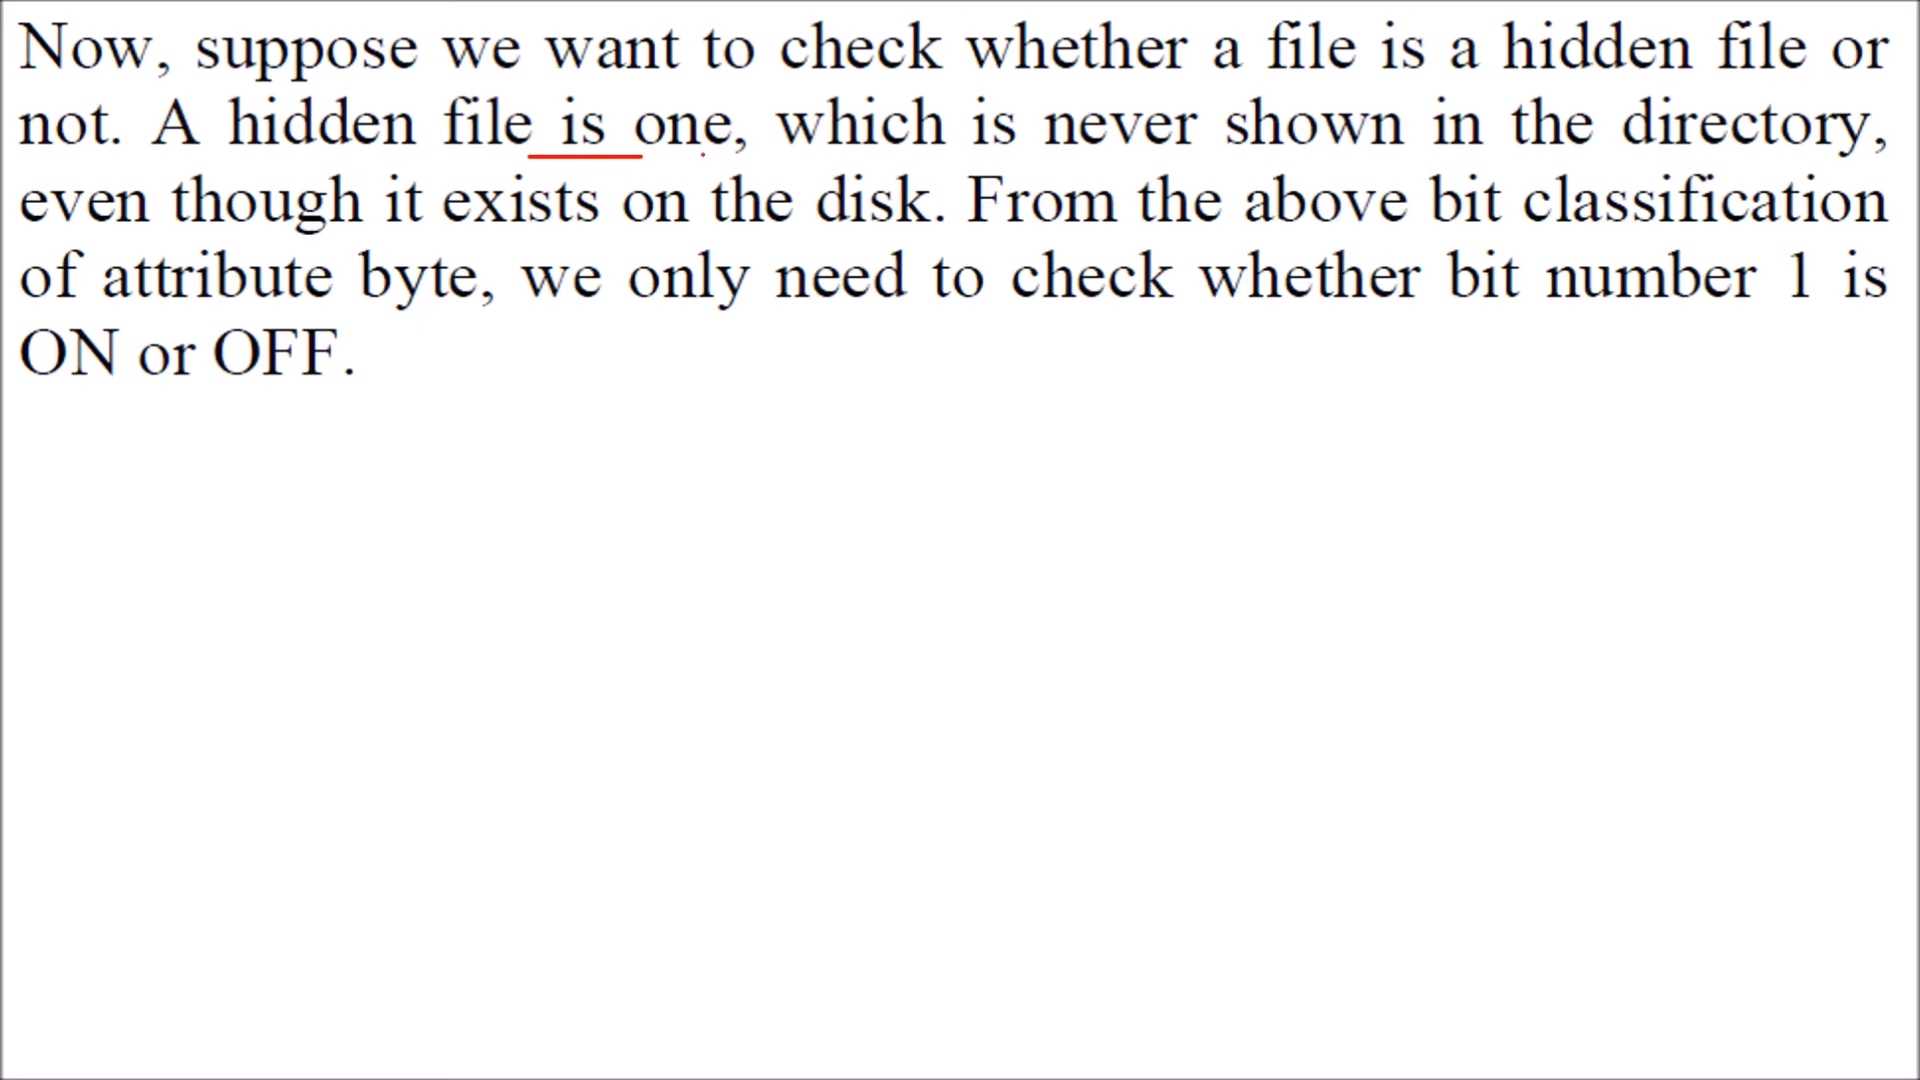 Now, suppose we want to check whether a file is a hidden file or
not. A hidden file is one, which is never shown in the directory,
even though it exists on the disk. From the above bit classification
of attribute byte, we only need to check whether bit number 1 is
ON or OFF.